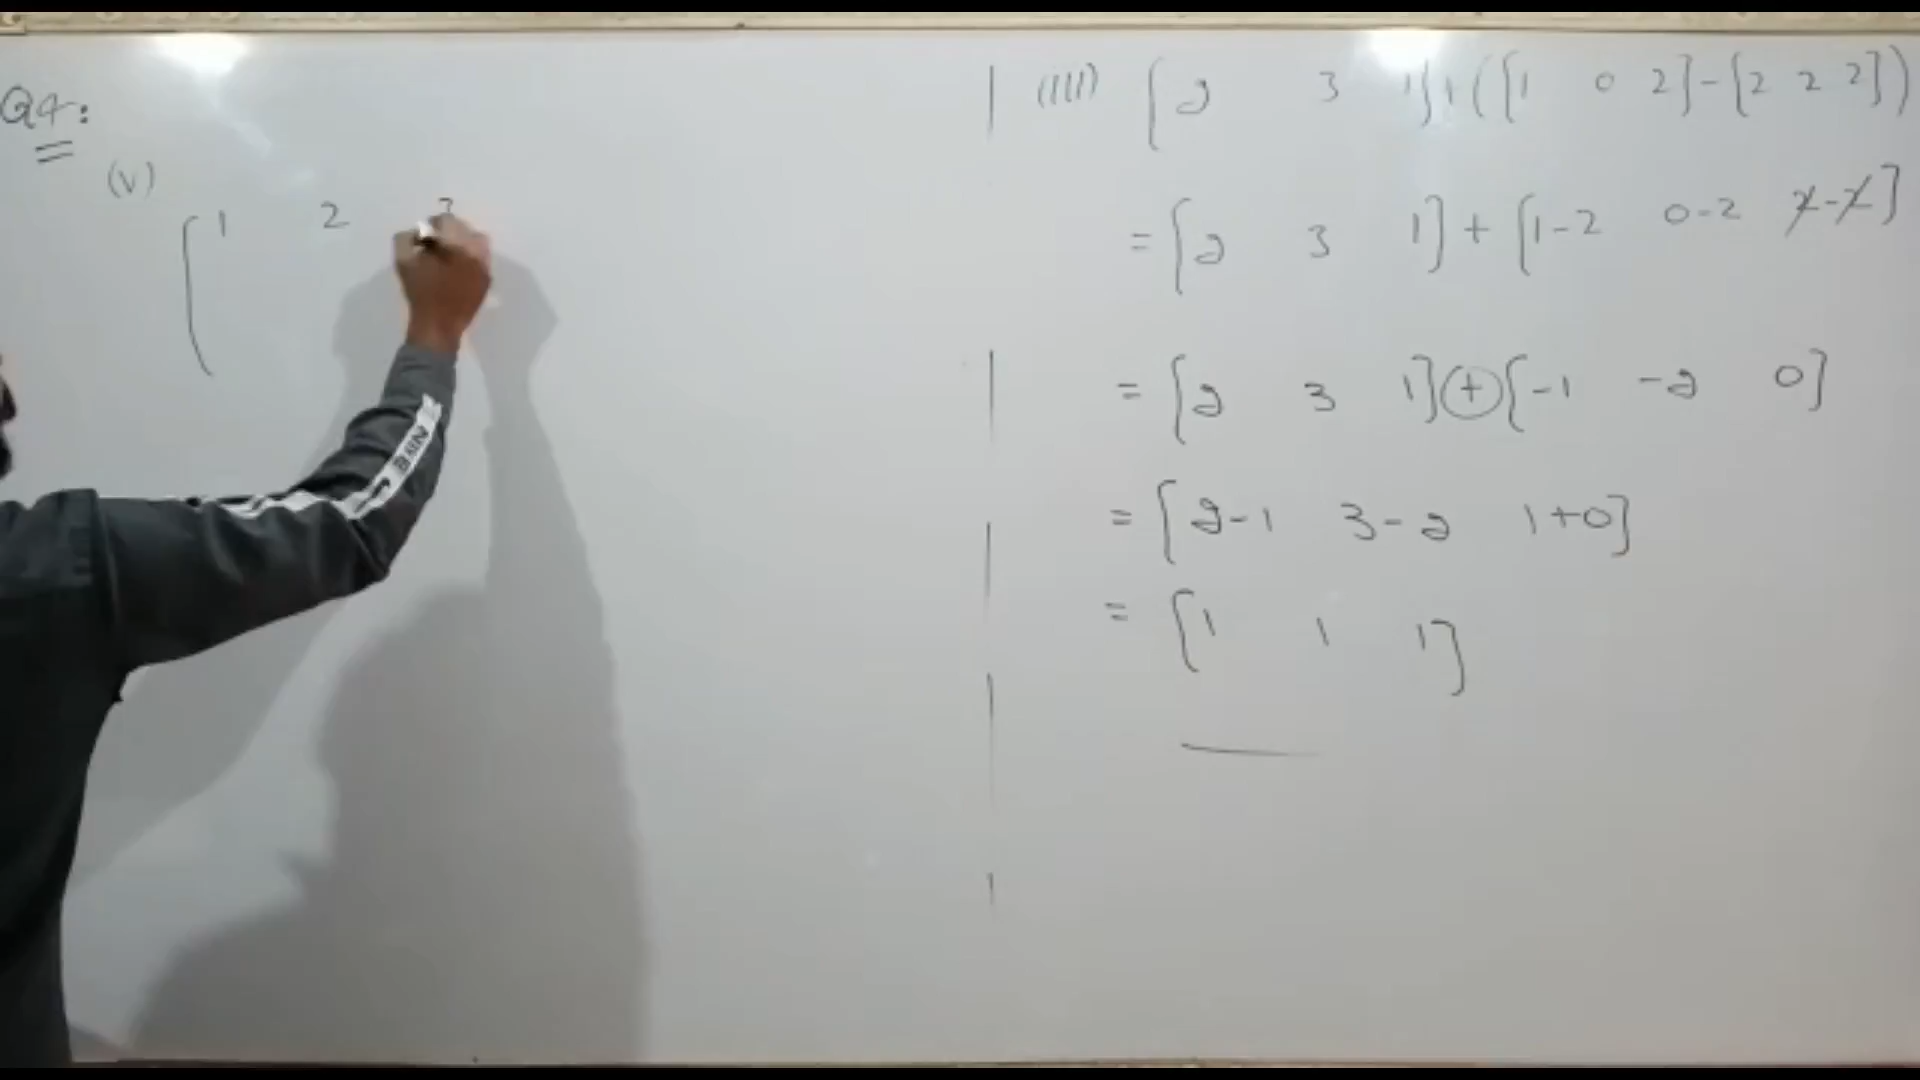 Q4:
(v)
[ 1 2 3
(iii) [2 3 1] + ([1 0 2] - [2 2 2])
= [2 3 1] + [1-2 0-2 2-2]
= [2 3 1] + [-1 -2 0]
= [2-1 3-2 1+0]
= [1 1 1]